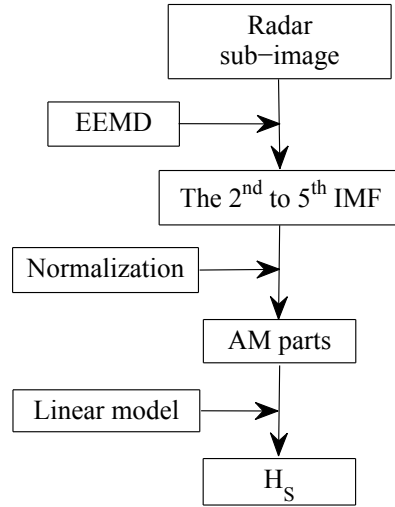 Radar
sub−image
EEMD
The 2nd to 5th IMF
Normalization
AM parts
Linear model
HS